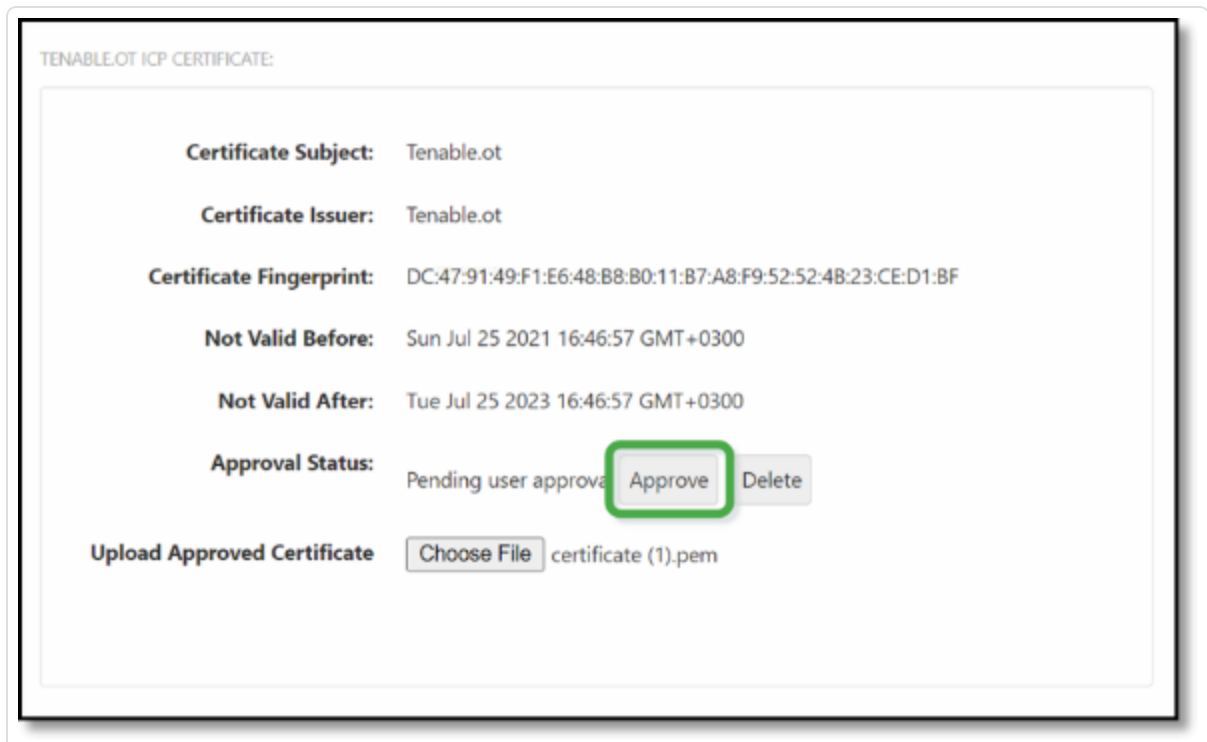 TENABLE.OT ICP CERTIFICATE:
Certificate Subject: Tenable.ot
Certificate Issuer: Tenable.ot
Certificate Fingerprint: DC:47:91:49:F1:E6:48:B8:B0:11:B7:A8:F9:52:52:4B:23:CE:D1:BF
Not Valid Before: Sun Jul 25 2021 16:46:57 GMT+0300
Not Valid After: Tue Jul 25 2023 16:46:57 GMT+0300
Approval Status: Pending user approva Approve Delete
Upload Approved Certificate Choose File certificate (1).pem